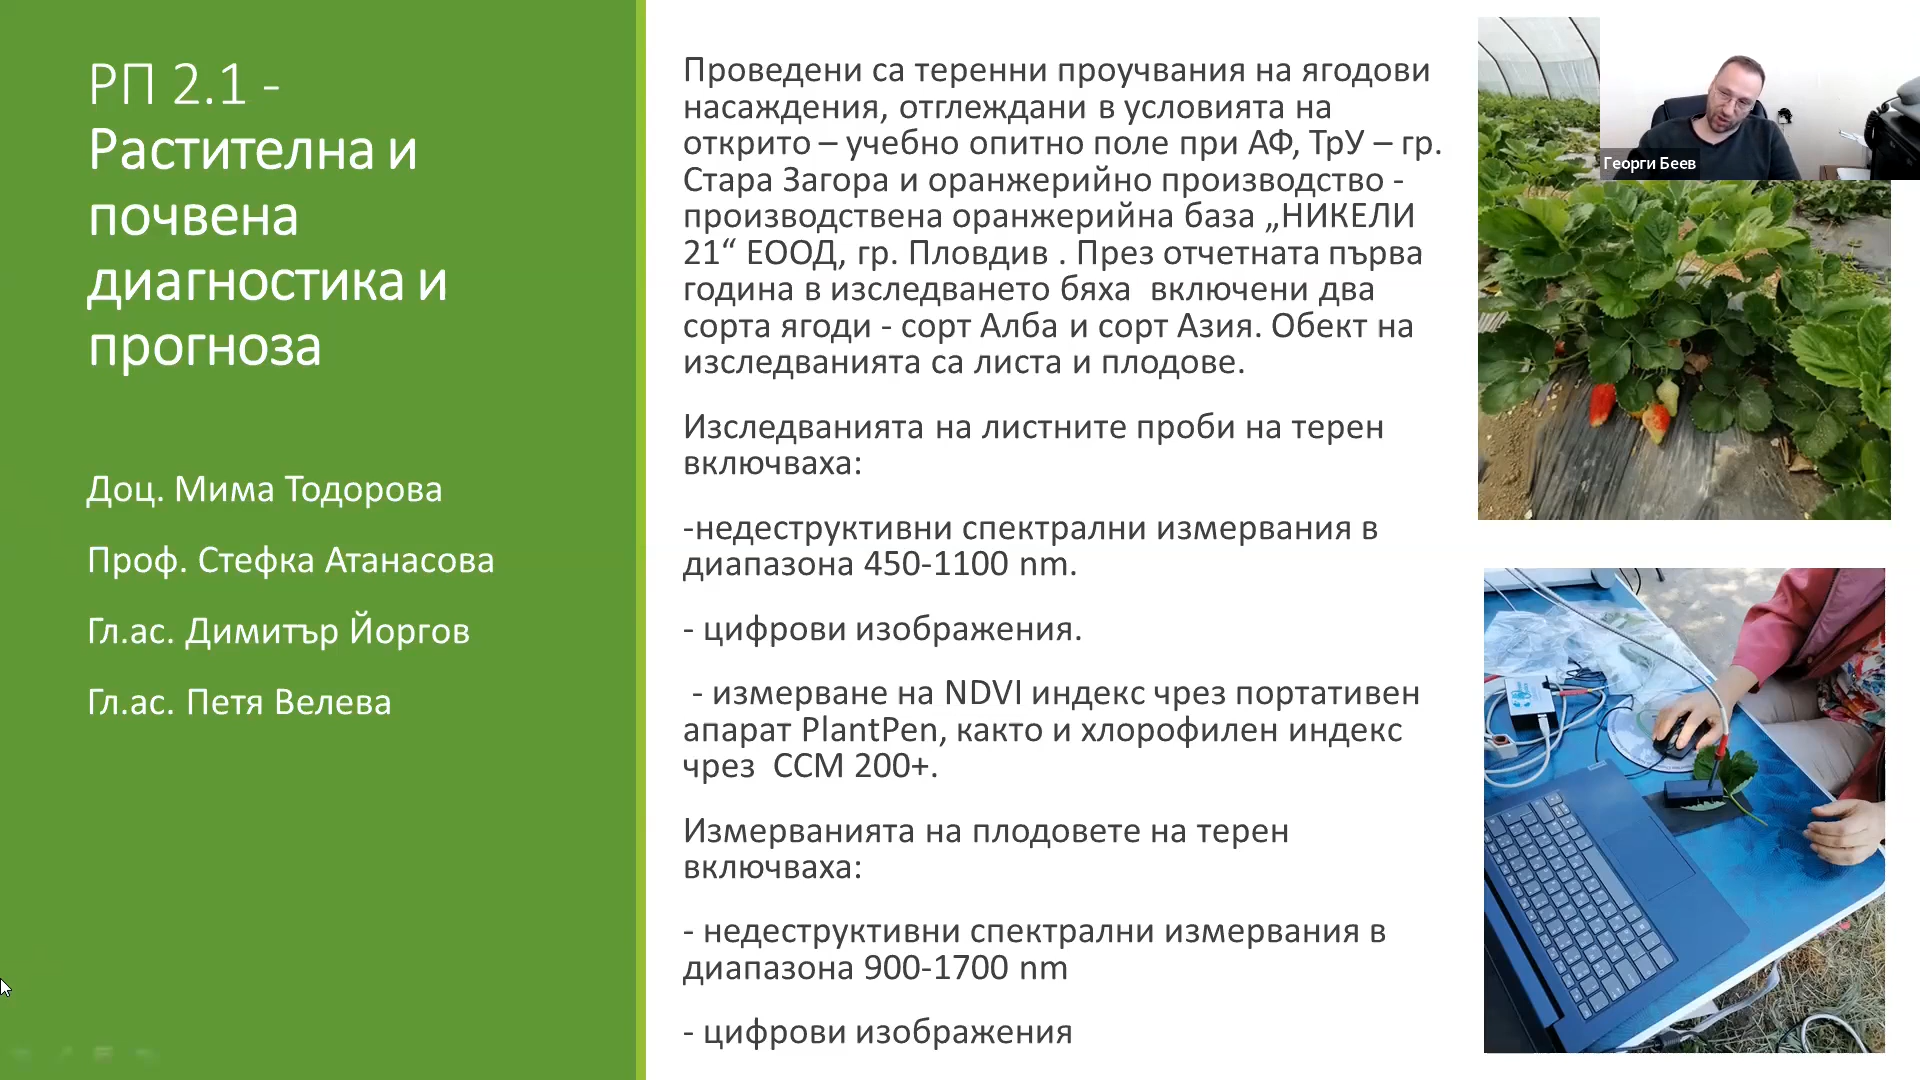 РП 2.1 -
Растителна и
почвена
диагностика и
прогноза
Доц. Мима Тодорова
Проф. Стефка Атанасова
Гл.ас. Димитър Йоргов
Гл.ас. Петя Велева
Проведени са теренни проучвания на ягодови
насаждения, отглеждани в условията на
открито – учебно опитно поле при АФ, ТрУ – гр.
Стара Загора и оранжерийно производство -
производствена оранжерийна база „НИКЕЛИ
21“ ЕООД, гр. Пловдив . През отчетната първа
година в изследването бяха  включени два
сорта ягоди - сорт Алба и сорт Азия. Обект на
изследванията са листа и плодове.
Изследванията на листните проби на терен
включваха:
-недеструктивни спектрални измервания в
диапазона 450-1100 nm.
- цифрови изображения.
- измерване на NDVI индекс чрез портативен
апарат PlantPen, както и хлорофилен индекс
чрез  CCM 200+.
Измерванията на плодовете на терен
включваха:
- недеструктивни спектрални измервания в
диапазона 900-1700 nm
- цифрови изображения
Георги Беев